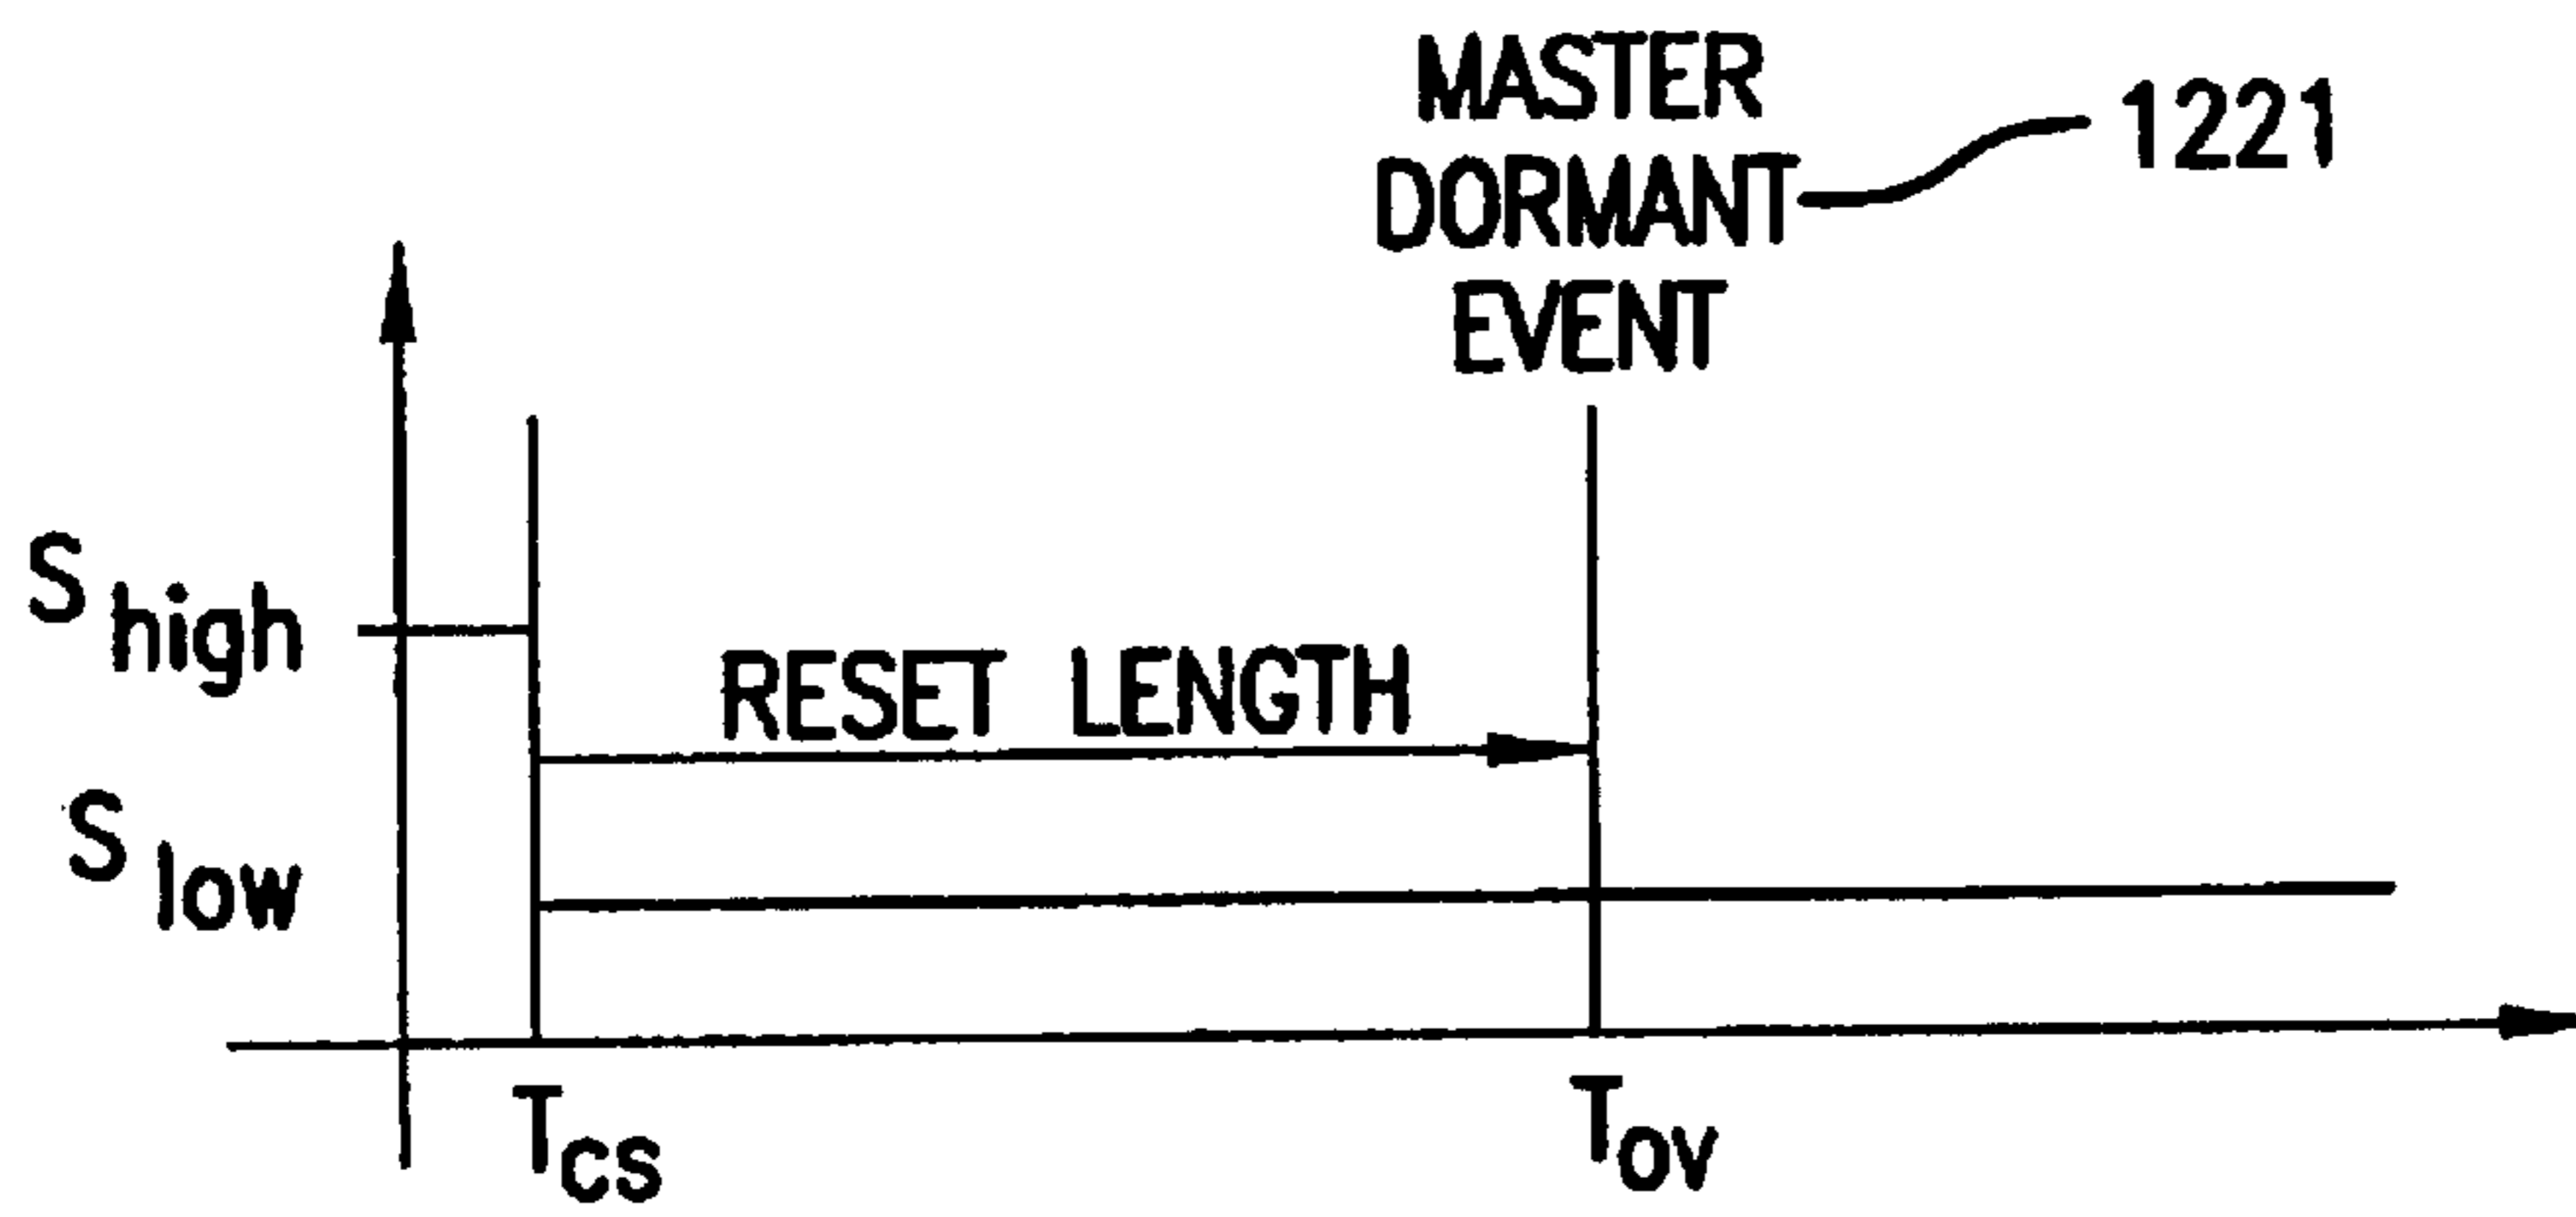 MASTER
DORMANT
EVENT
1221
S high
RESET LENGTH
S low
TCS
TOV